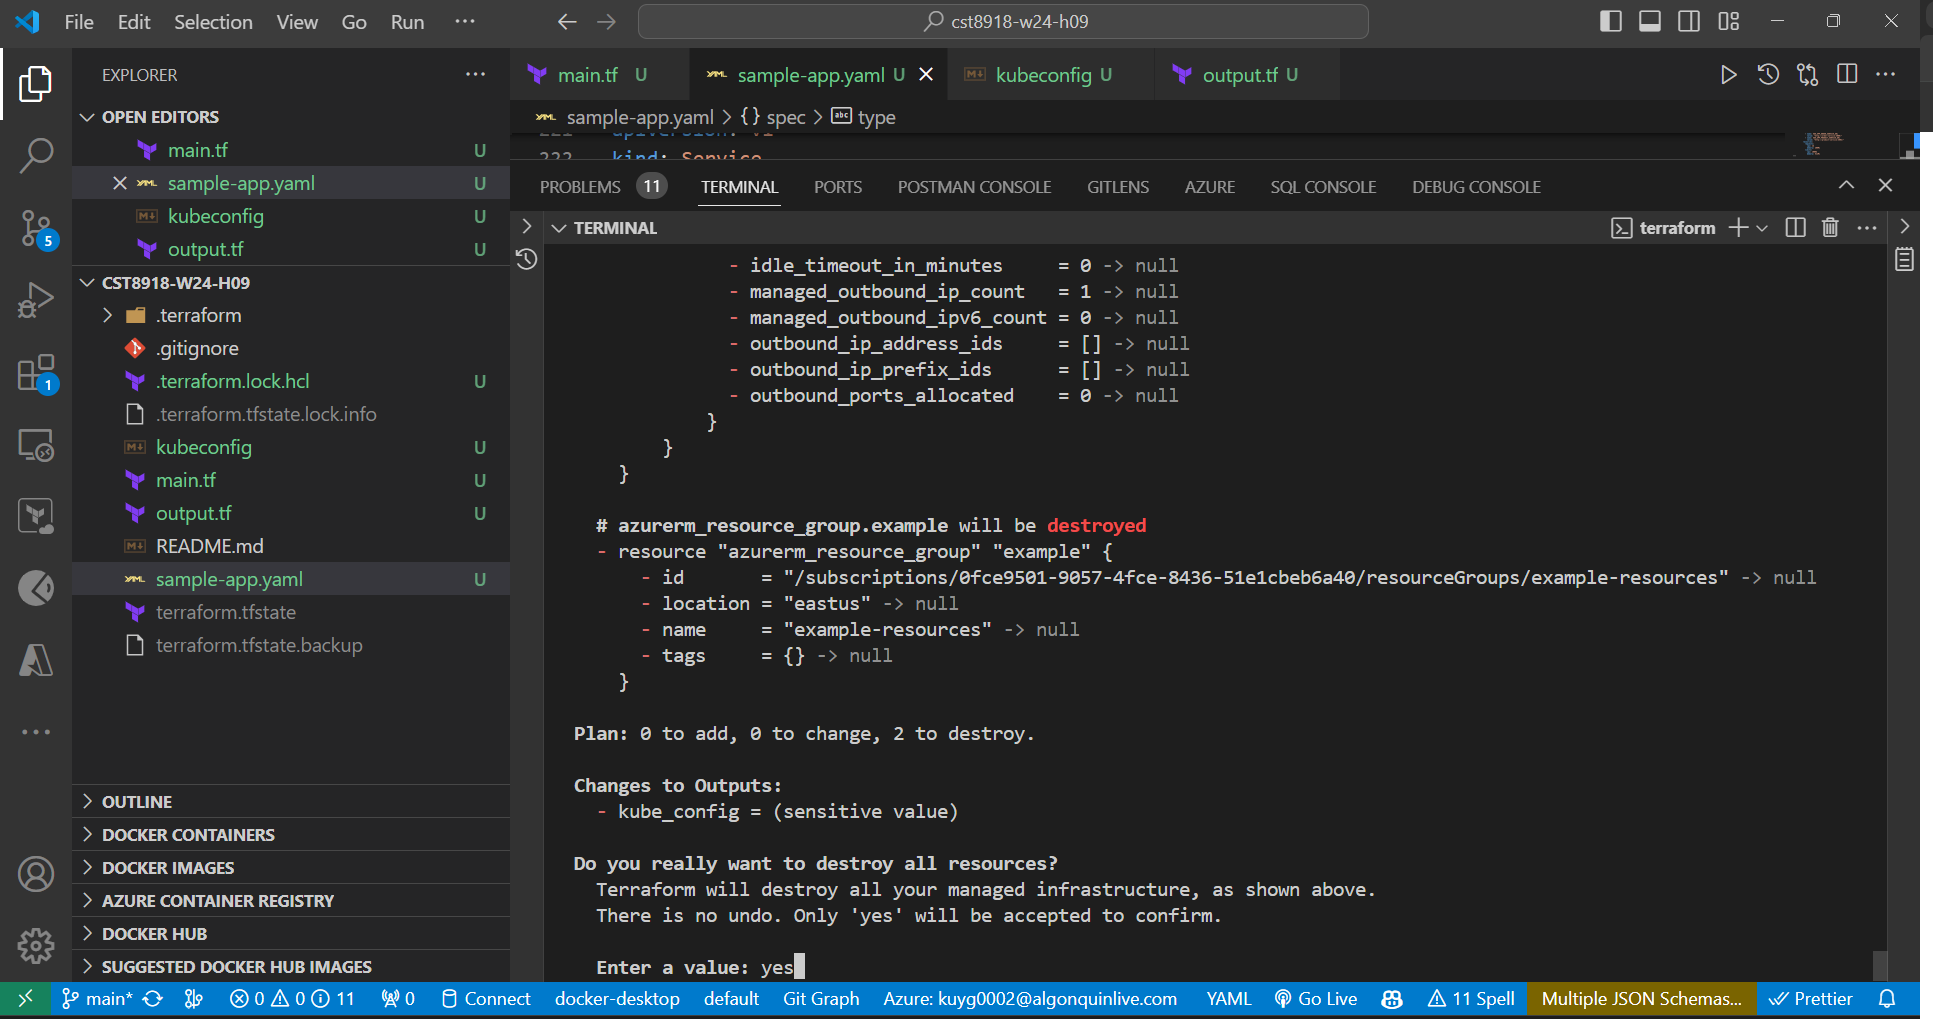 File Edit Selection View Go Run ···
cst8918-w24-h09
EXPLORER
OPEN EDITORS
main.tf U
sample-app.yaml U
kubeconfig U
output.tf U
CST8918-W24-H09
.terraform
.gitignore
.terraform.lock.hcl U
.terraform.tfstate.lock.info
kubeconfig U
main.tf U
output.tf U
README.md
sample-app.yaml U
terraform.tfstate
terraform.tfstate.backup
OUTLINE
DOCKER CONTAINERS
DOCKER IMAGES
AZURE CONTAINER REGISTRY
DOCKER HUB
SUGGESTED DOCKER HUB IMAGES
5
1
main.tf U sample-app.yaml U kubeconfig U output.tf U
sample-app.yaml > {} spec > abc type
222 kind: Service
PROBLEMS 11 TERMINAL PORTS POSTMAN CONSOLE GITLENS AZURE SQL CONSOLE DEBUG CONSOLE
TERMINAL
terraform
- idle_timeout_in_minutes = 0 -> null
- managed_outbound_ip_count = 1 -> null
- managed_outbound_ipv6_count = 0 -> null
- outbound_ip_address_ids = [] -> null
- outbound_ip_prefix_ids = [] -> null
- outbound_ports_allocated = 0 -> null
}
}
}
# azurerm_resource_group.example will be destroyed
- resource "azurerm_resource_group" "example" {
- id = "/subscriptions/0fce9501-9057-4fce-8436-51e1cbeb6a40/resourceGroups/example-resources" -> null
- location = "eastus" -> null
- name = "example-resources" -> null
- tags = {} -> null
}
Plan: 0 to add, 0 to change, 2 to destroy.
Changes to Outputs:
- kube_config = (sensitive value)
Do you really want to destroy all resources?
Terraform will destroy all your managed infrastructure, as shown above.
There is no undo. Only 'yes' will be accepted to confirm.
Enter a value: yes
main* 0 0 11 0 Connect docker-desktop default Git Graph Azure: kuyg0002@algonquinlive.com YAML Go Live 11 Spell Multiple JSON Schemas... Prettier